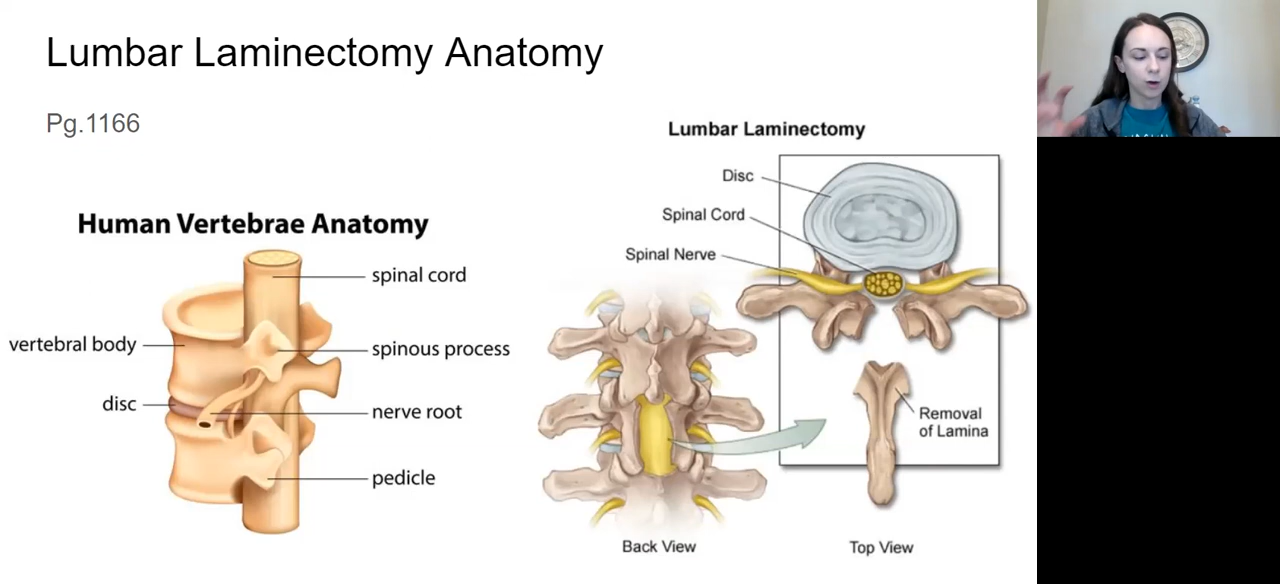 Lumbar Laminectomy Anatomy
Pg.1166
Human Vertebrae Anatomy
spinal cord
vertebral body
spinous process
disc
nerve root
pedicle
Lumbar Laminectomy
Disc
Spinal Cord
Spinal Nerve
Removal
of Lamina
Back View
Top View